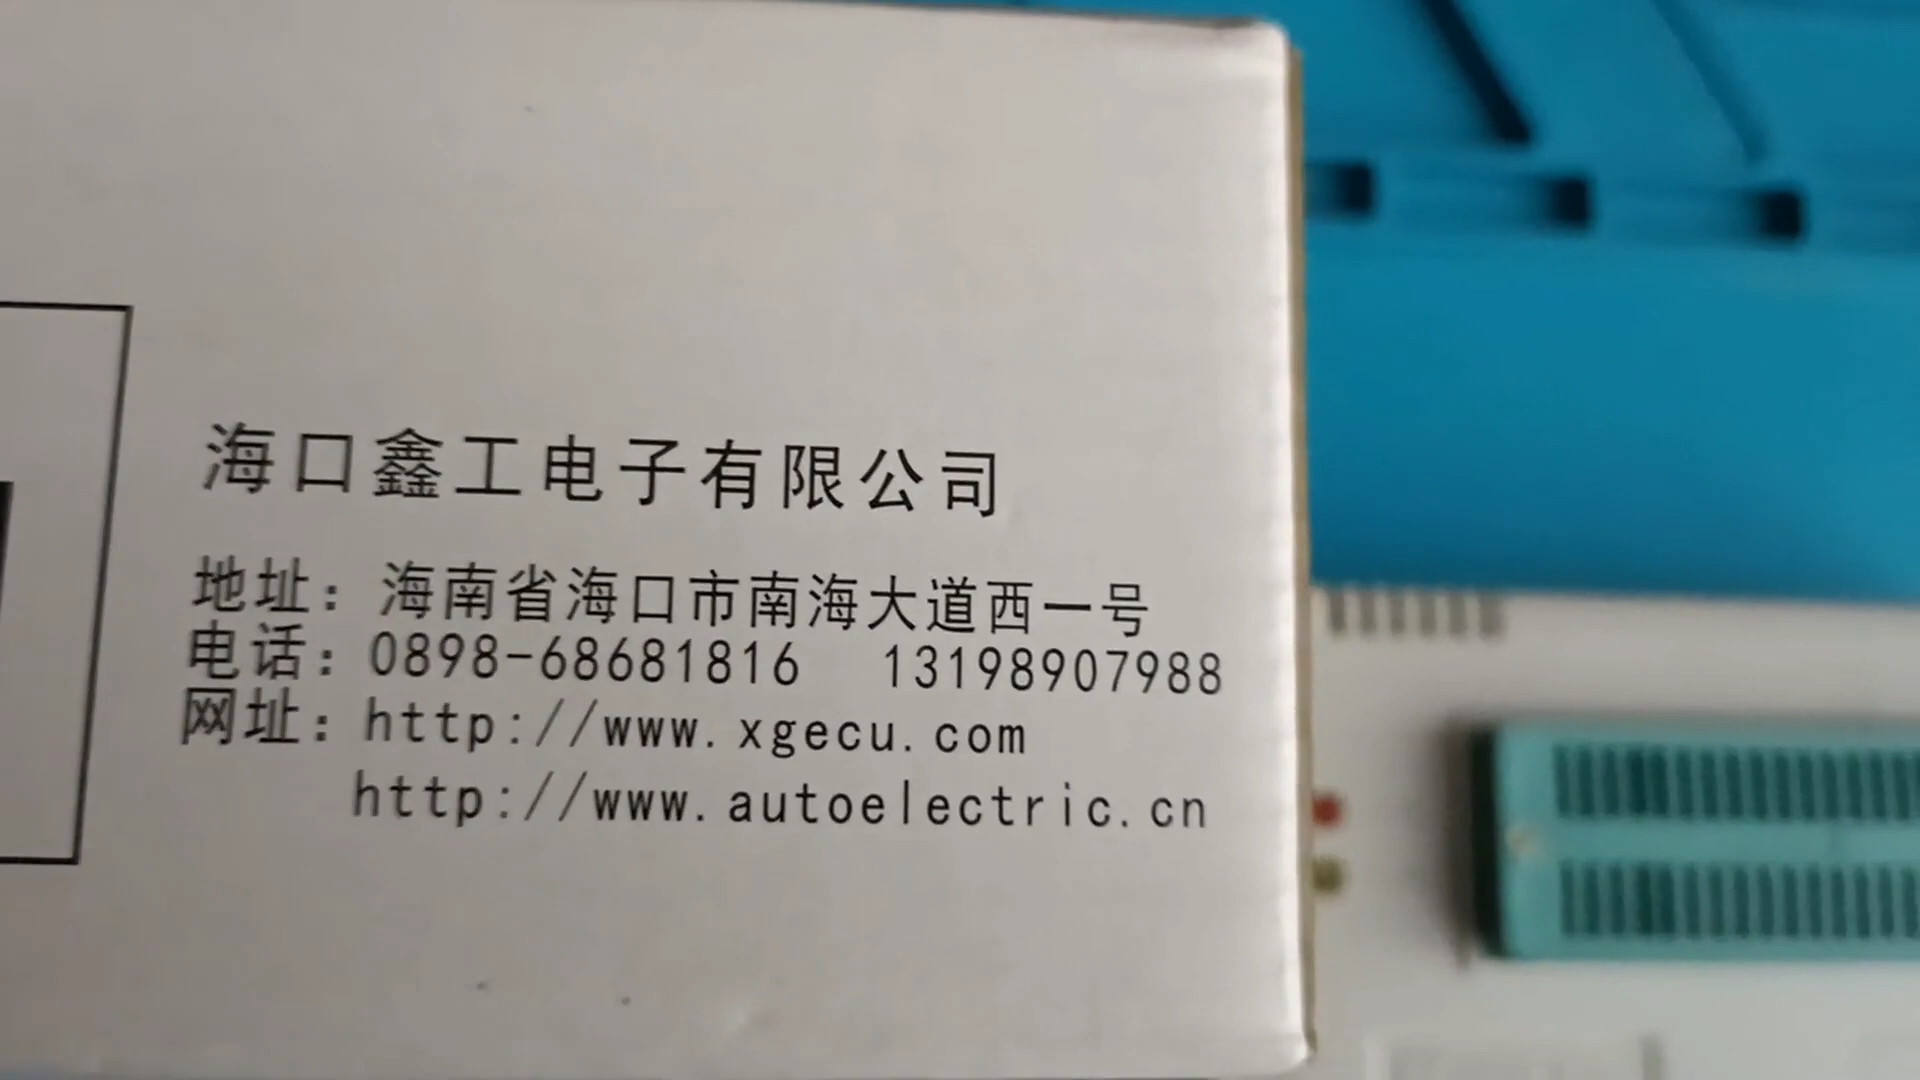 海口鑫工电子有限公司
地址：海南省海口市南海大道西一号
电话：0898-68681816 13198907988
网址：http://www.xgecu.com
http://www.autoelectric.cn